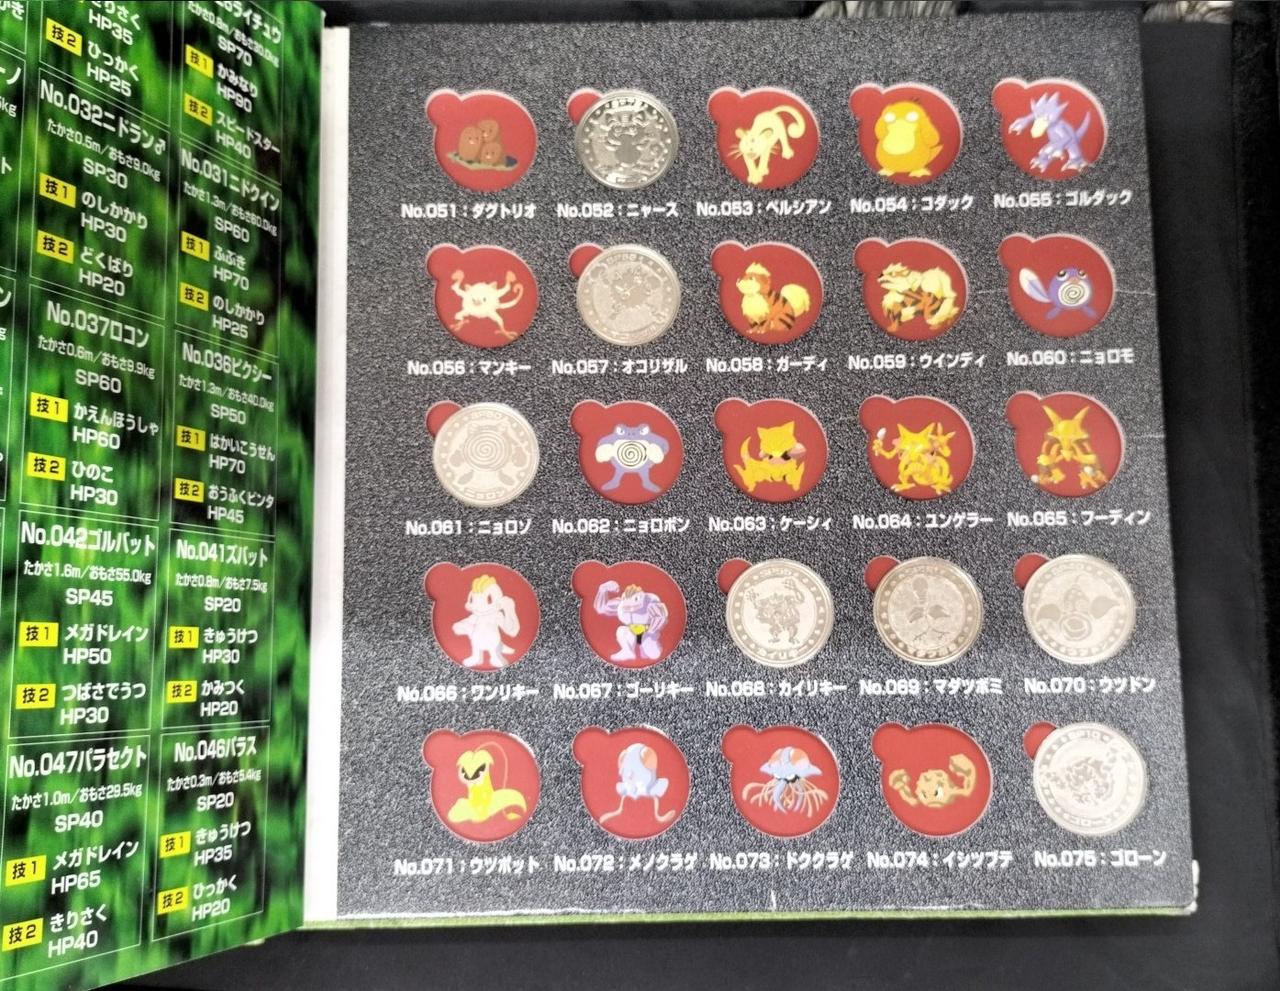 きりさく
HP35
技2 ひっかく
HP25
No.032ニドラン♂
たかさ0.5m/おもさ9.0kg
SP30
技1 のしかかり
HP30
技2 どくばり
HP20
No.037ロコン
たかさ0.6m/おもさ9.9kg
SP60
技1 かえんほうしゃ
HP60
技2 ひのこ
HP30
No.042ゴルバット
たかさ1.6m/おもさ55.0kg
SP45
技1 メガドレイン
HP50
技2 つばさでうつ
HP30
No.047パラセクト
たかさ1.0m/おもさ29.5kg
SP40
技1 メガドレイン
HP65
技2 きりさく
HP40
ライチュウ
たかさ0.8m/おもさ30.0kg
SP70
技1 かみなり
HP90
技2 スピードスター
HP40
No.031ニドクイン
たかさ1.3m/おもさ60.0kg
SP60
技1 ふぶき
HP70
技2 のしかかり
HP25
No.036ピクシー
たかさ1.3m/おもさ40.0kg
SP50
技1 はかいこうせん
HP70
技2 おうふくビンタ
HP45
No.041ズバット
たかさ0.8m/おもさ7.5kg
SP20
技1 きゅうけつ
HP30
技2 かみつく
HP20
No.046パラス
たかさ0.3m/おもさ5.4kg
SP20
技1 きゅうけつ
HP35
技2 ひっかく
HP20
No.051:ダグトリオ No.052:ニャース No.053:ペルシアン No.054:コダック No.055:ゴルダック
No.056:マンキー No.057:オコリザル No.058:ガーディ No.059:ウインディ No.060:ニョロモ
No.061:ニョロゾ No.062:ニョロボン No.063:ケーシィ No.064:ユンゲラー No.065:フーディン
No.066:ワンリキー No.067:ゴーリキー No.068:カイリキー No.069:マダツボミ No.070:ウツドン
No.071:ウツボット No.072:メノクラゲ No.073:ドククラゲ No.074:イシツブテ No.075:ゴローン